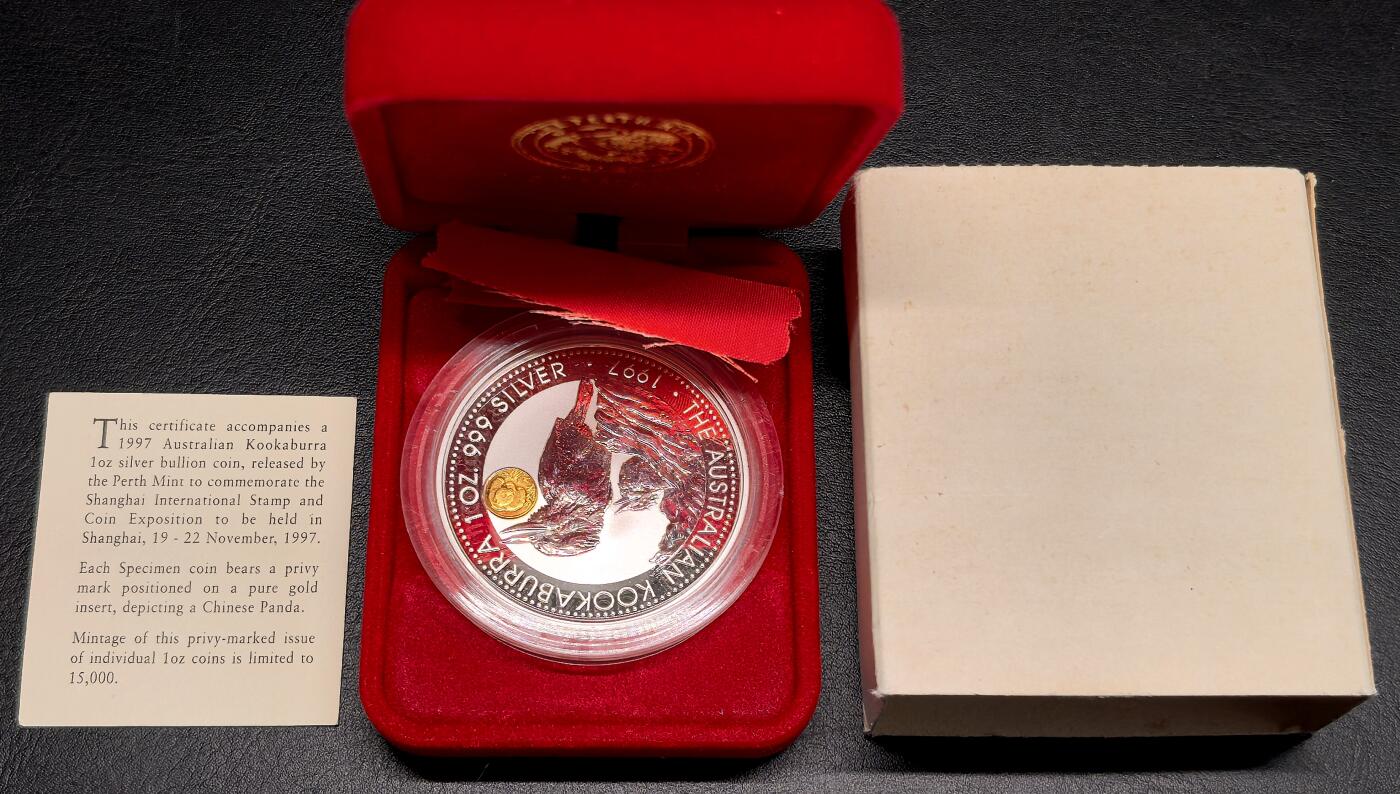 PERTH
This certificate accompanies a
1997 Australian Kookaburra
1oz silver bullion coin, released by
the Perth Mint to commemorate the
Shanghai International Stamp and
Coin Exposition to be held in
Shanghai, 19 - 22 November, 1997.
Each Specimen coin bears a privy
mark positioned on a pure gold
insert, depicting a Chinese Panda.
Mintage of this privy-marked issue
of individual 1oz coins is limited to
15,000.
1997 · THE AUSTRALIAN KOOKABURRA 1 OZ. 999 SILVER ·